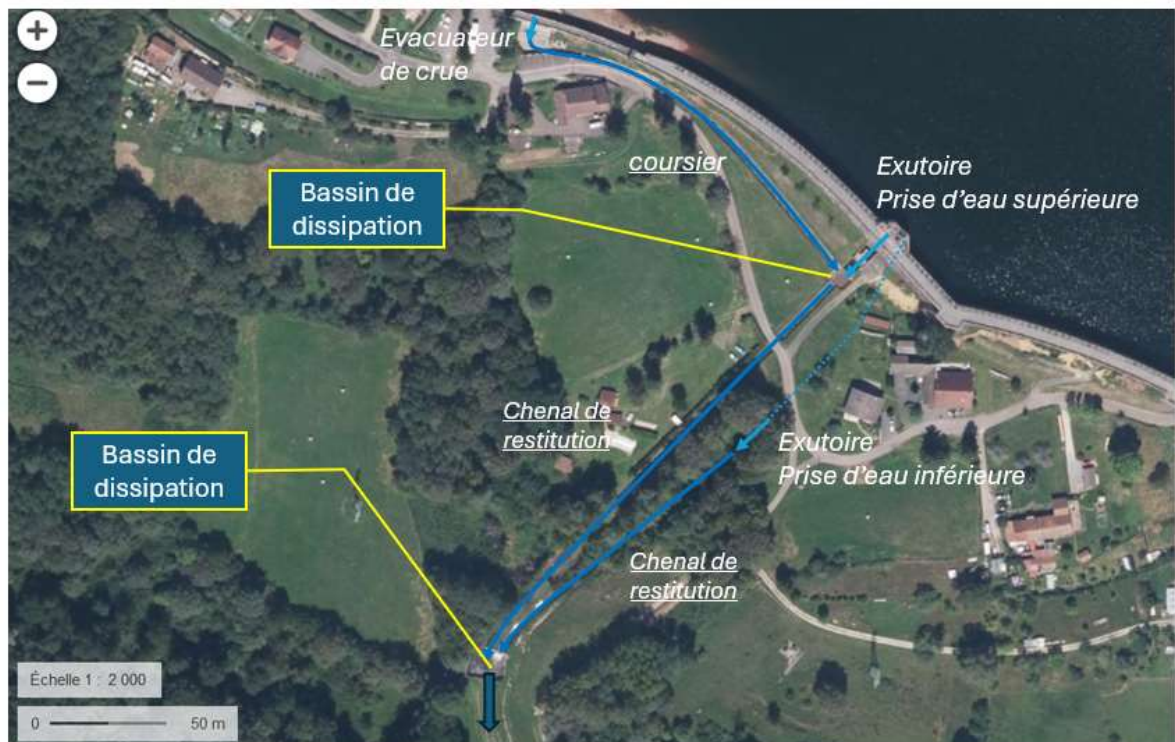 +
−
Evacuateur
de crue
coursier
Exutoire
Prise d'eau supérieure
Bassin de
dissipation
Chenal de
restitution
Exutoire
Prise d'eau inférieure
Bassin de
dissipation
Chenal de
restitution
Échelle 1 : 2 000
0 50 m